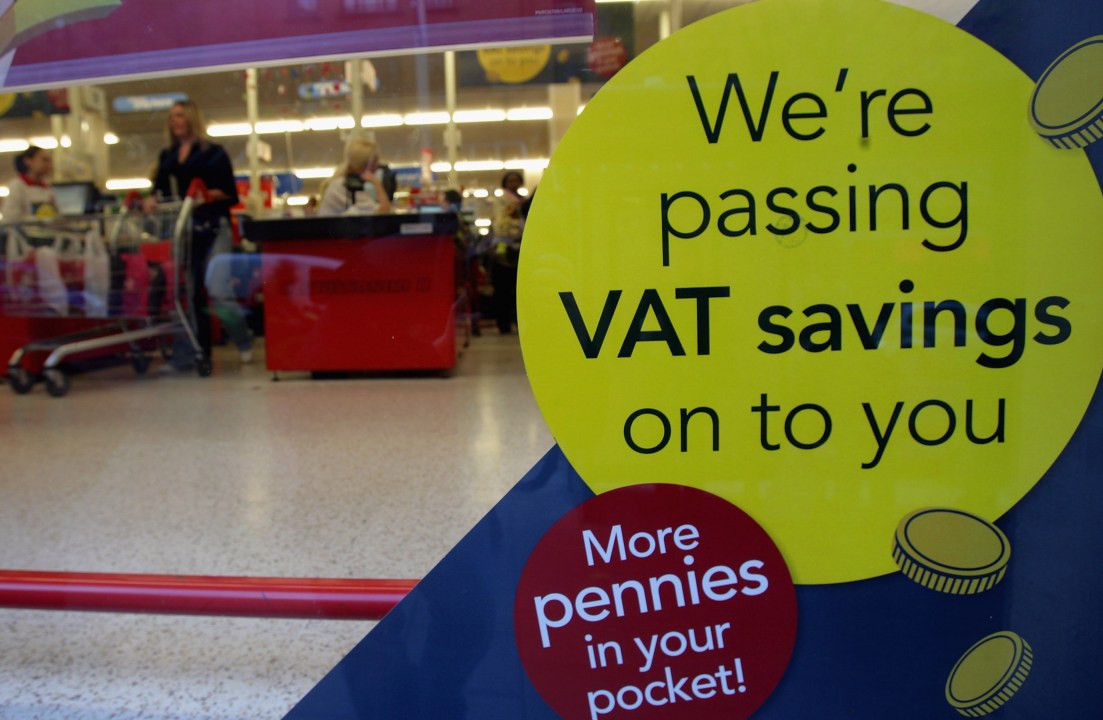 We're
passing
VAT savings
on to you
More
pennies
in your
pocket!